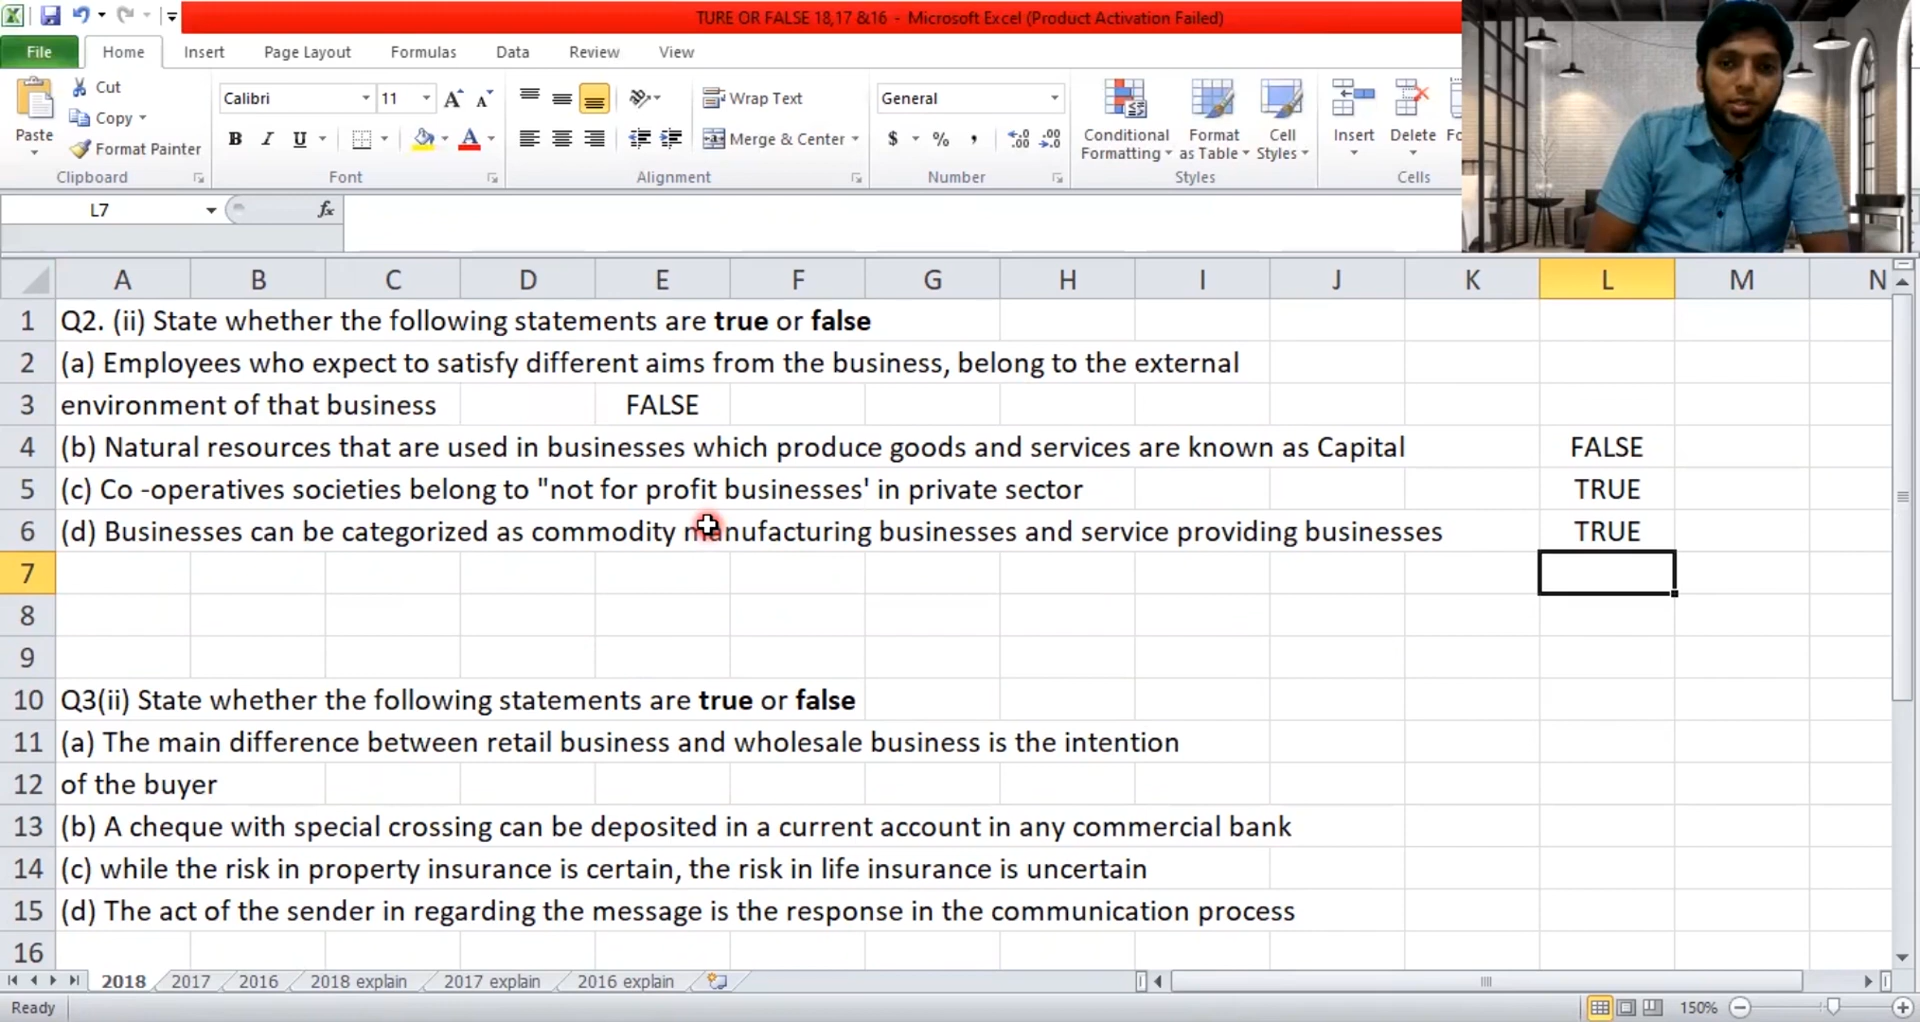 TURE OR FALSE 18,17 &16 - Microsoft Excel (Product Activation Failed)
File Home Insert Page Layout Formulas Data Review View
Paste
Cut
Copy
Format Painter
Clipboard
Calibri 11
B I U
Font
Wrap Text
Merge & Center
Alignment
General
$ % ,
Number
Conditional Formatting
Format as Table
Cell Styles
Styles
Insert Delete
Cells
L7 fx
A B C D E F G H I J K L M N
1 Q2. (ii) State whether the following statements are true or false
2 (a) Employees who expect to satisfy different aims from the business, belong to the external
3 environment of that business FALSE
4 (b) Natural resources that are used in businesses which produce goods and services are known as Capital FALSE
5 (c) Co -operatives societies belong to "not for profit businesses' in private sector TRUE
6 (d) Businesses can be categorized as commodity manufacturing businesses and service providing businesses TRUE
7
8
9
10 Q3(ii) State whether the following statements are true or false
11 (a) The main difference between retail business and wholesale business is the intention
12 of the buyer
13 (b) A cheque with special crossing can be deposited in a current account in any commercial bank
14 (c) while the risk in property insurance is certain, the risk in life insurance is uncertain
15 (d) The act of the sender in regarding the message is the response in the communication process
16
2018 2017 2016 2018 explain 2017 explain 2016 explain
Ready 150%